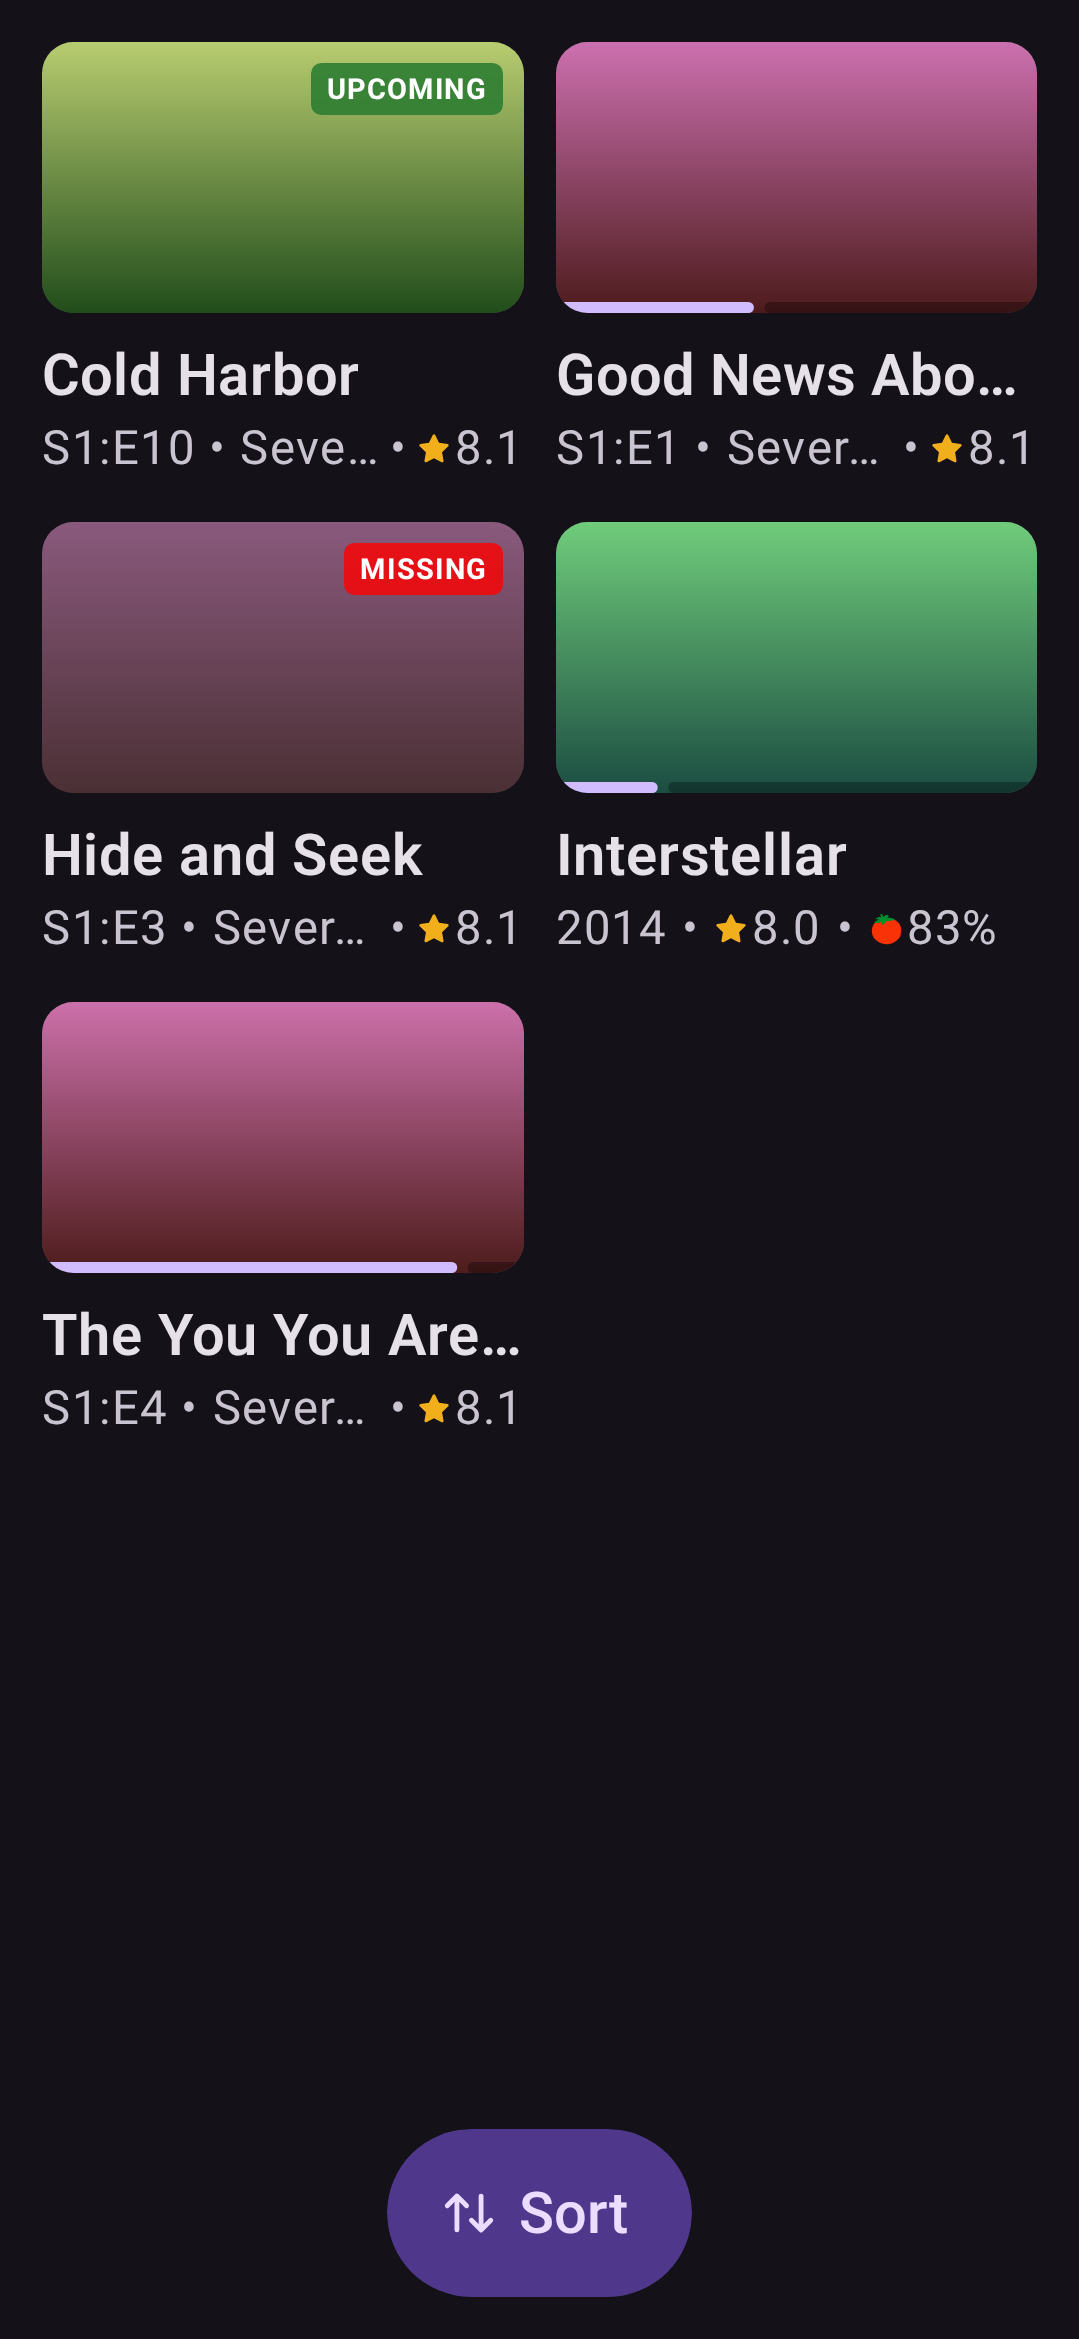 UPCOMING
Cold Harbor
S1:E10 • Seve… • ⭐8.1
Good News Abo…
S1:E1 • Sever… • ⭐8.1
MISSING
Hide and Seek
S1:E3 • Sever… • ⭐8.1
Interstellar
2014 • ⭐8.0 • 🍅83%
The You You Are…
S1:E4 • Sever… • ⭐8.1
Sort